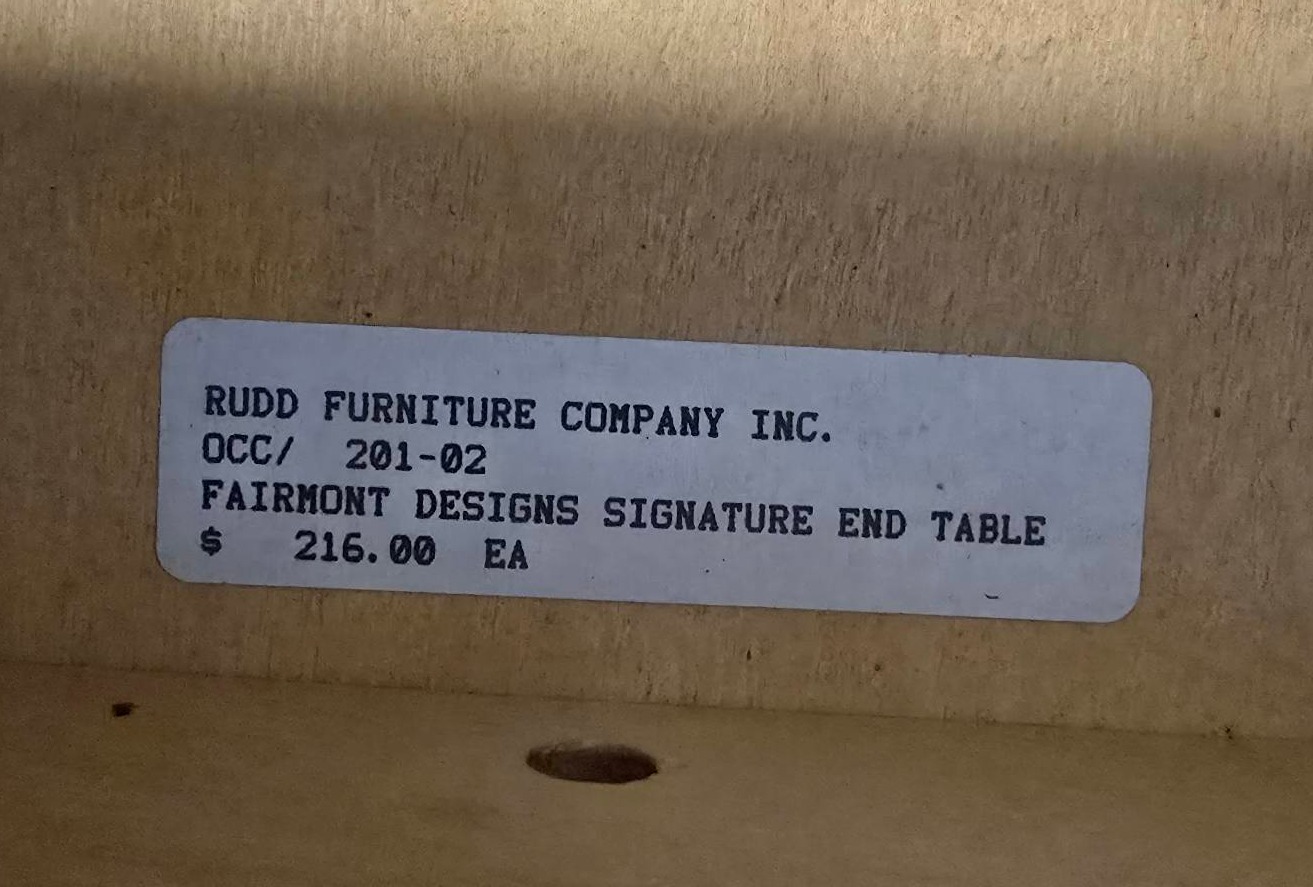 RUDD FURNITURE COMPANY INC.
OCC/ 201-02
FAIRMONT DESIGNS SIGNATURE END TABLE
$ 216.00 EA